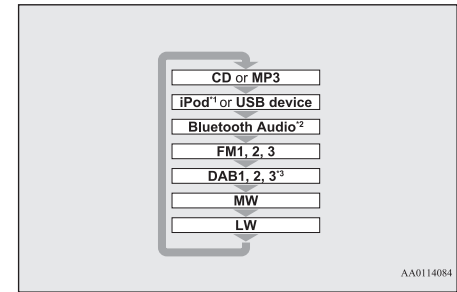 CD or MP3
iPod*1 or USB device
Bluetooth Audio*2
FM1, 2, 3
DAB1, 2, 3*3
MW
LW
AA0114084